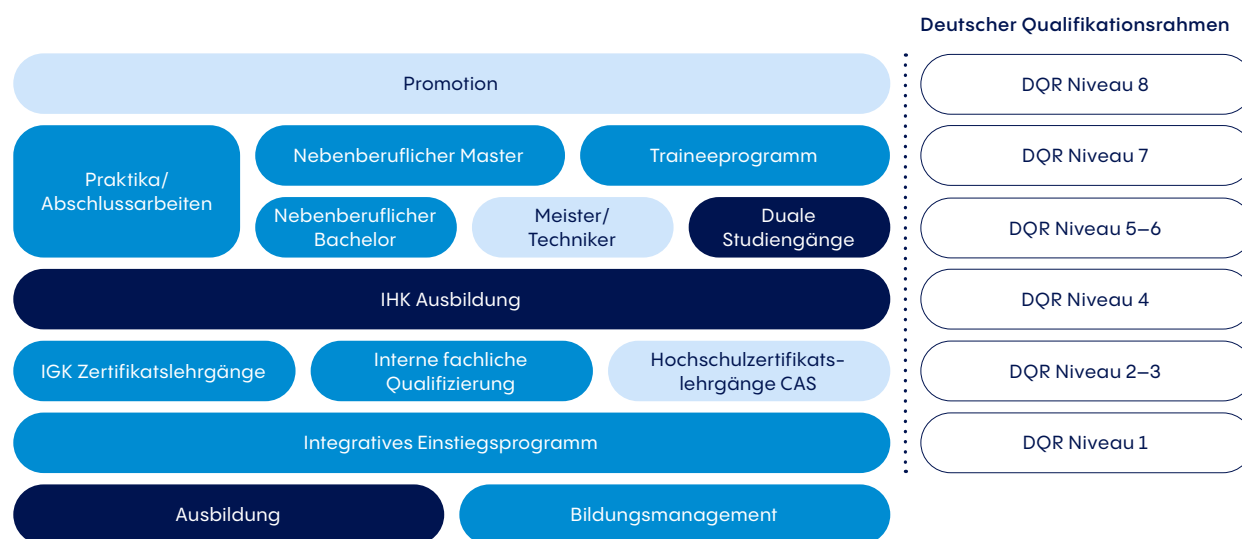 Deutscher Qualifikationsrahmen
Promotion
DQR Niveau 8
Praktika/
Abschlussarbeiten
Nebenberuflicher Master
Traineeprogramm
DQR Niveau 7
Nebenberuflicher
Bachelor
Meister/
Techniker
Duale
Studiengänge
DQR Niveau 5–6
IHK Ausbildung
DQR Niveau 4
IGK Zertifikatslehrgänge
Interne fachliche
Qualifizierung
Hochschulzertifikats-
lehrgänge CAS
DQR Niveau 2–3
Integratives Einstiegsprogramm
DQR Niveau 1
Ausbildung
Bildungsmanagement